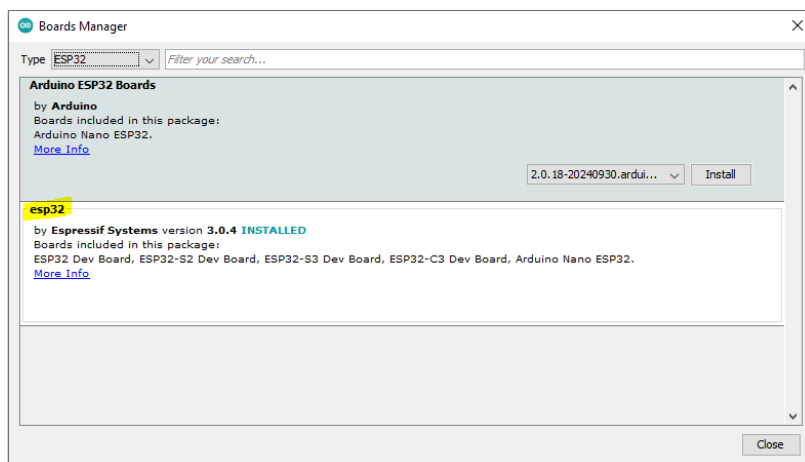 Boards Manager
Type ESP32 Filter your search...
Arduino ESP32 Boards
by Arduino
Boards included in this package:
Arduino Nano ESP32.
More Info
2.0.18-20240930.ardui... Install
esp32
by Espressif Systems version 3.0.4 INSTALLED
Boards included in this package:
ESP32 Dev Board, ESP32-S2 Dev Board, ESP32-S3 Dev Board, ESP32-C3 Dev Board, Arduino Nano ESP32.
More Info
Close